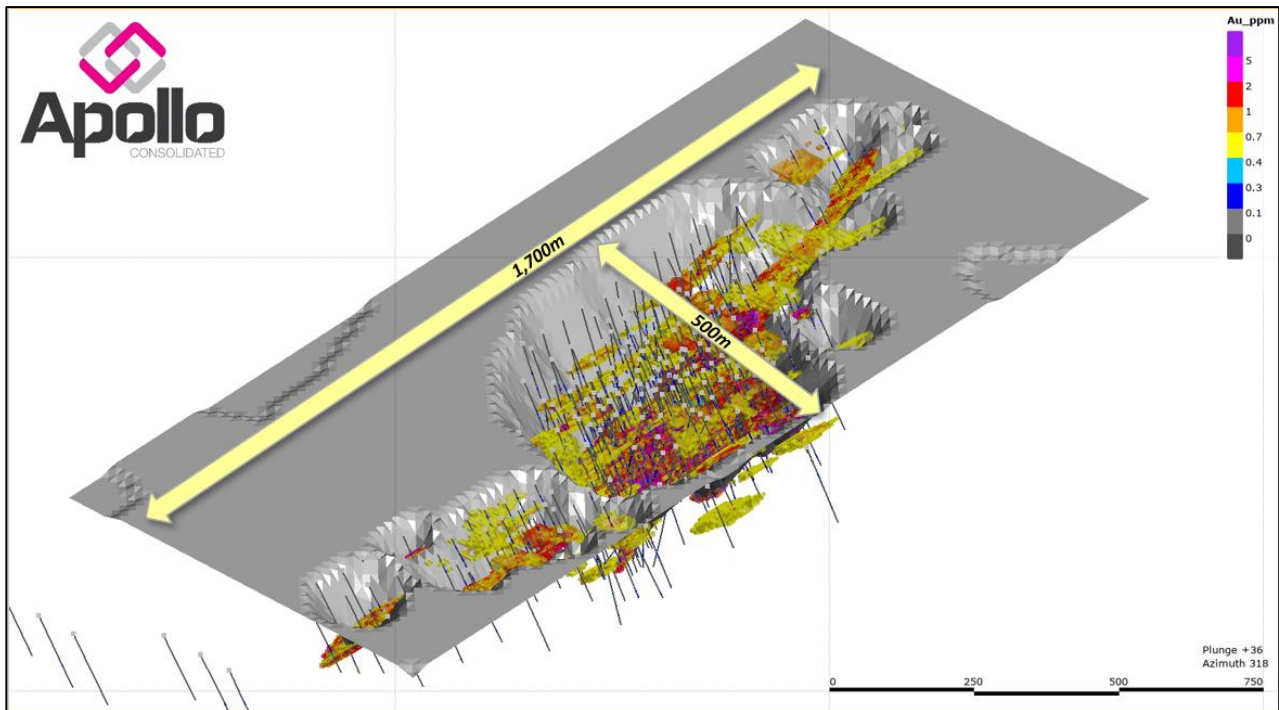 Apollo
CONSOLIDATED
1,700m
500m
Au_ppm
5
2
1
0.7
0.4
0.3
0.1
0
Plunge +36
Azimuth 318
0 250 500 750